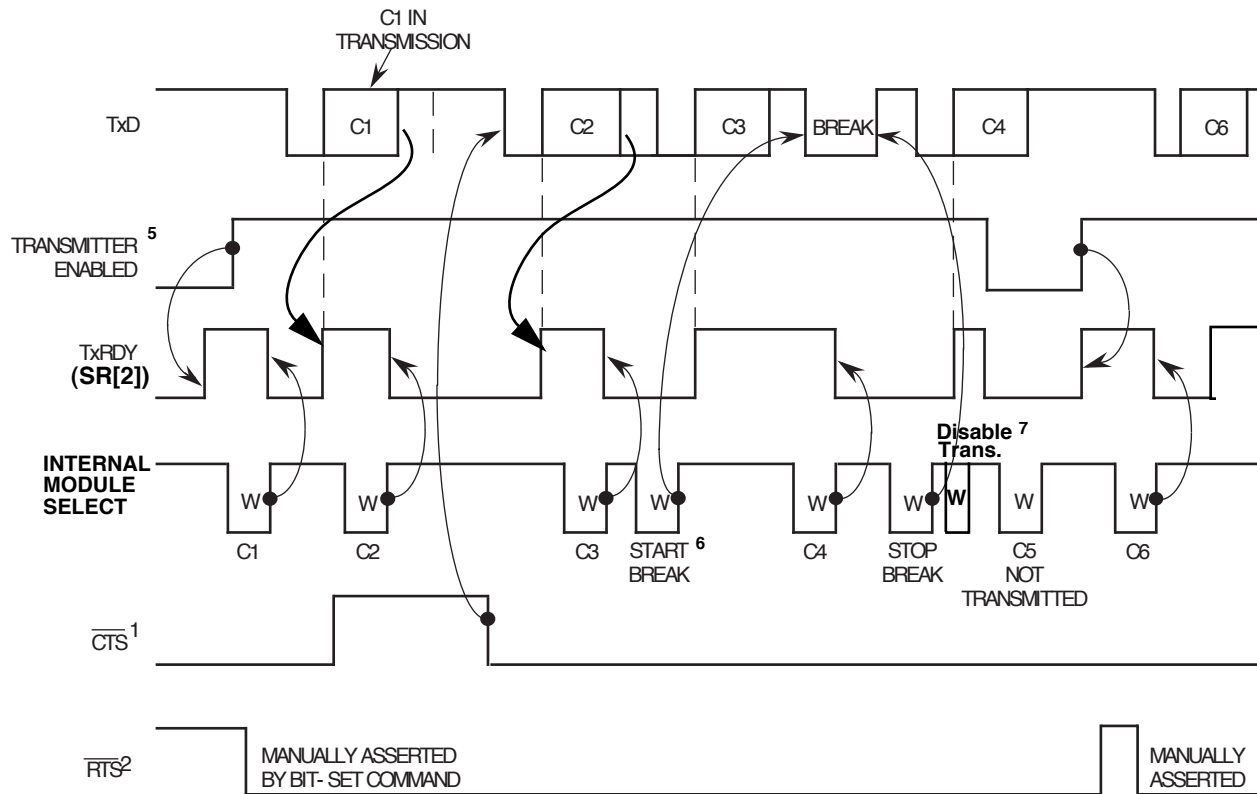 C1 IN
TRANSMISSION
TxD
C1
C2
C3
BREAK
C4
C6
TRANSMITTER 5
ENABLED
TxRDY
(SR[2])
Disable 7
Trans.
INTERNAL
MODULE
SELECT
W
W
W
W
W
W
W
W
W
C1
C2
C3
START 6
BREAK
C4
STOP
BREAK
C5
NOT
TRANSMITTED
C6
CTS 1
RTS2
MANUALLY ASSERTED
BY BIT- SET COMMAND
MANUALLY
ASSERTED